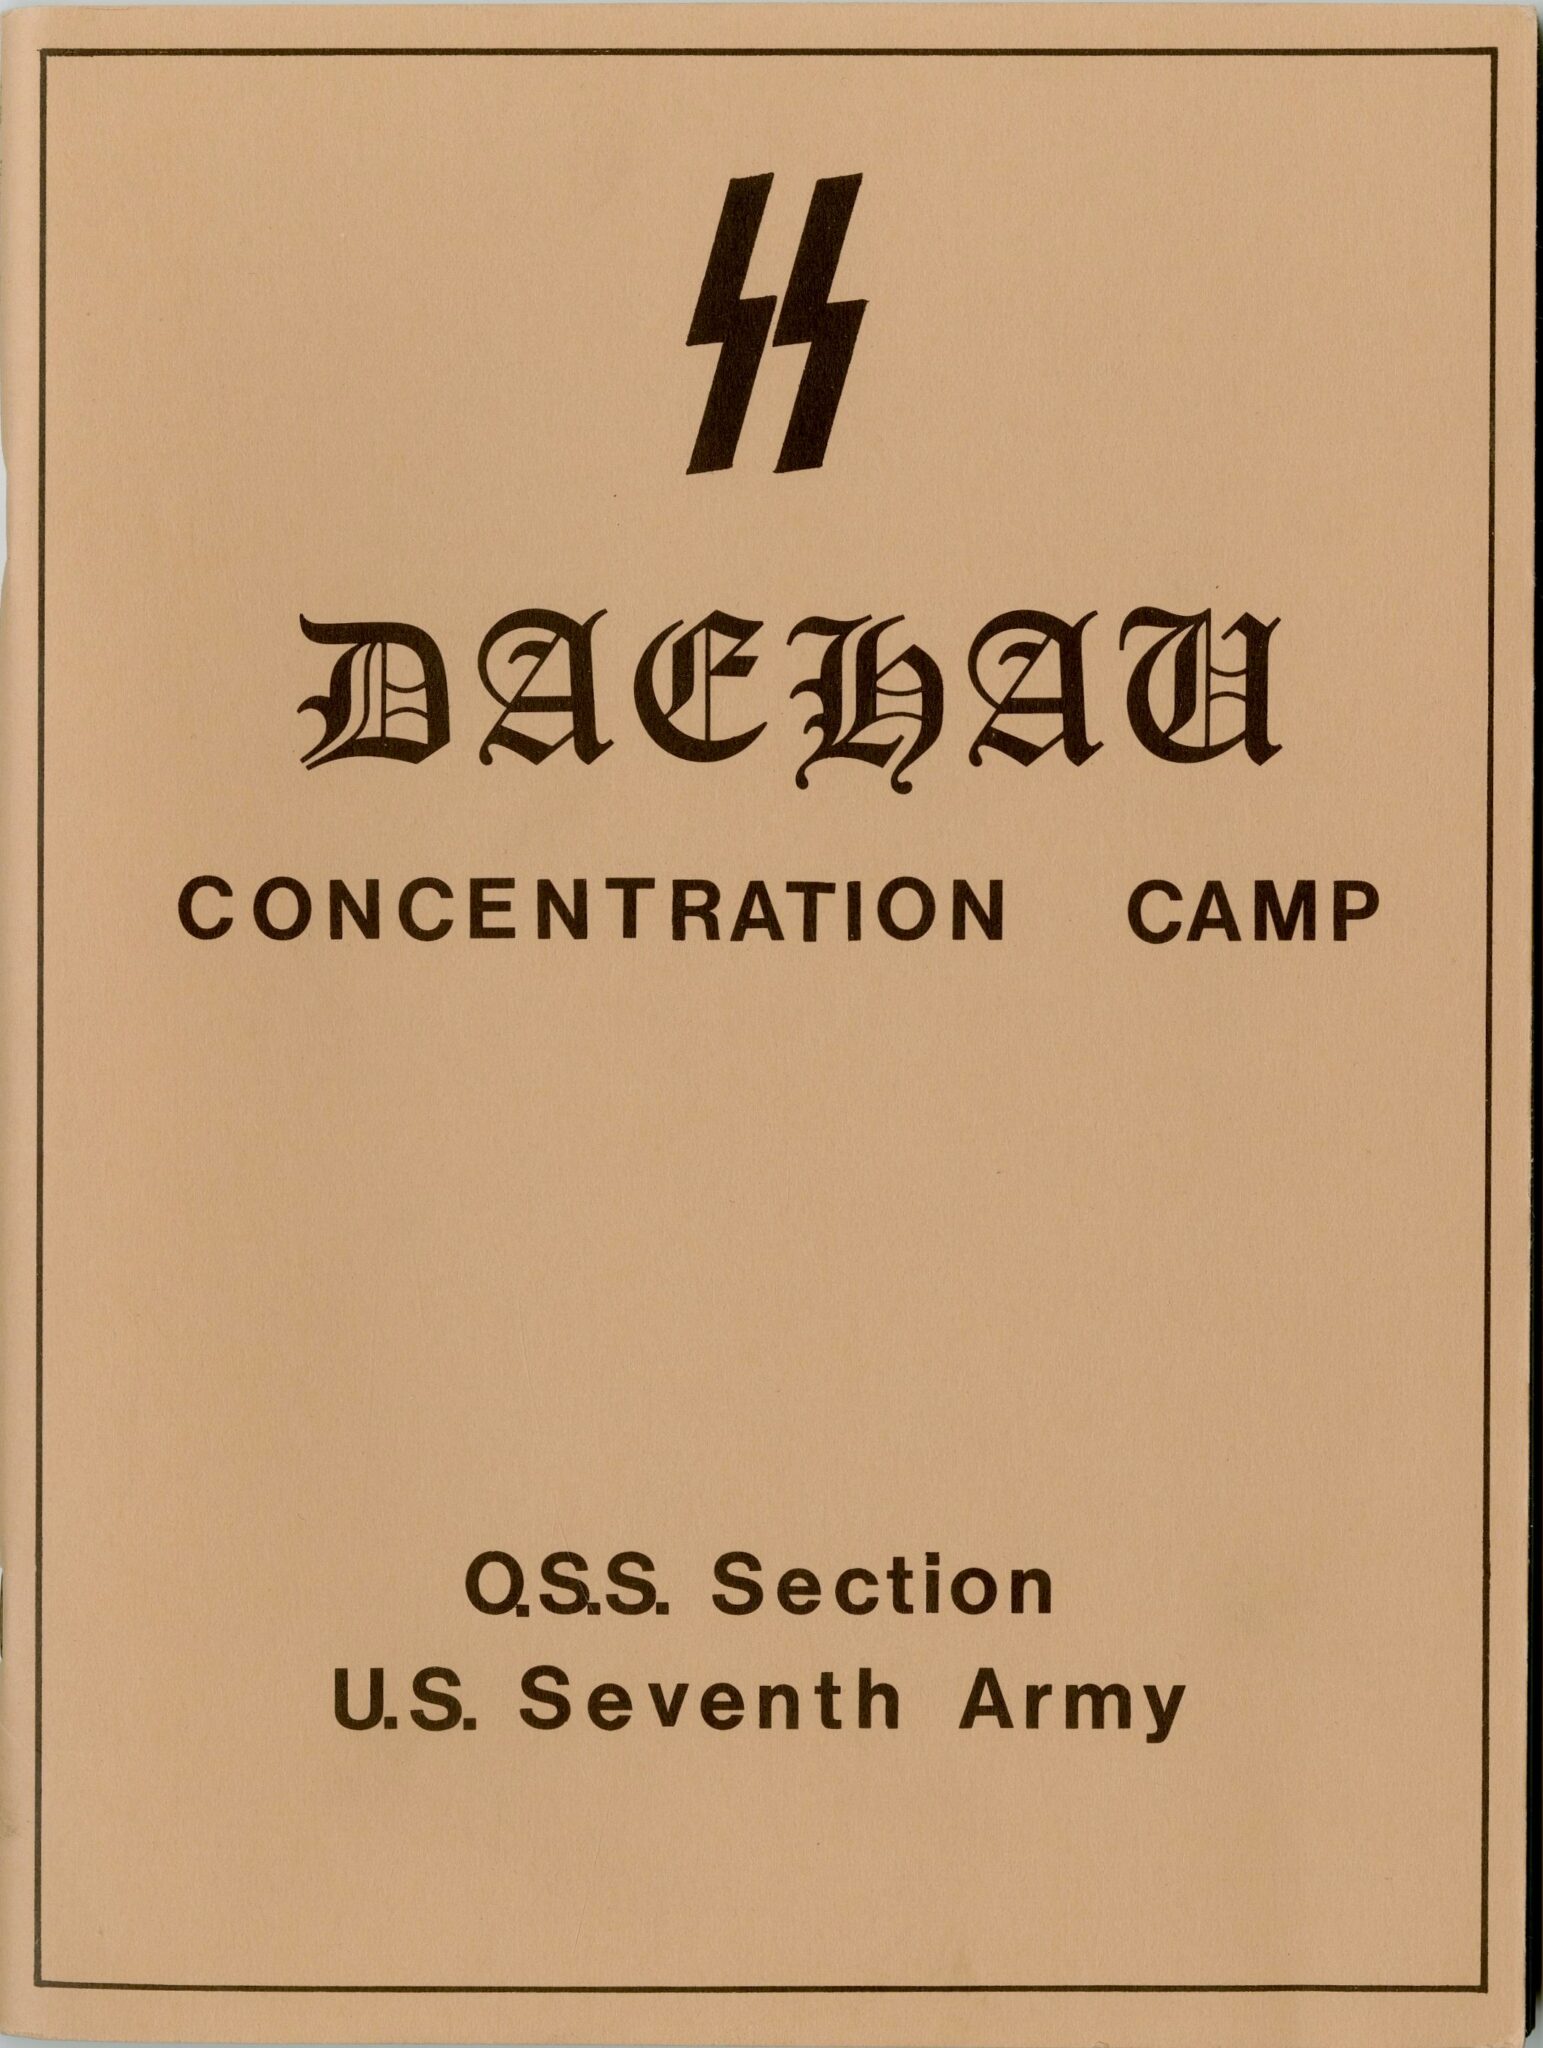 SS
DACHAU
CONCENTRATION CAMP
O.S.S. Section
U.S. Seventh Army